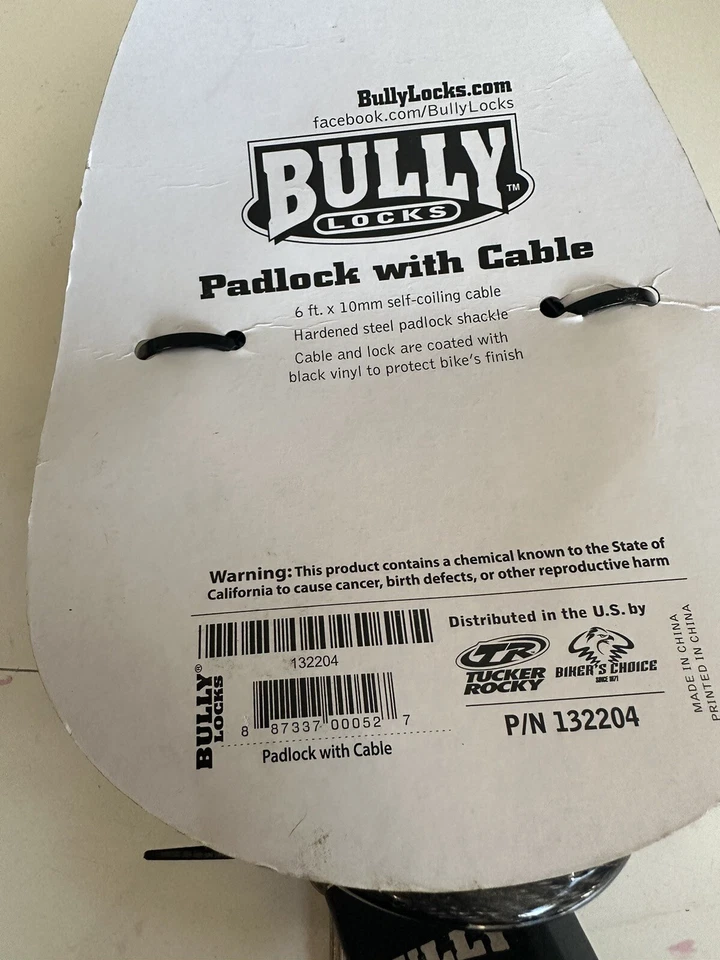 BullyLocks.com
facebook.com/BullyLocks
BULLY™
LOCKS
Padlock with Cable
6 ft. x 10mm self-coiling cable
Hardened steel padlock shackle
Cable and lock are coated with
black vinyl to protect bike's finish
Warning: This product contains a chemical known to the State of
California to cause cancer, birth defects, or other reproductive harm
132204
BULLY®
LOCKS
8 87337 00052 7
Padlock with Cable
Distributed in the U.S. by
TR
TUCKER
ROCKY
BIKER'S CHOICE
SINCE 1971
P/N 132204
MADE IN CHINA
PRINTED IN CHINA
BULLY